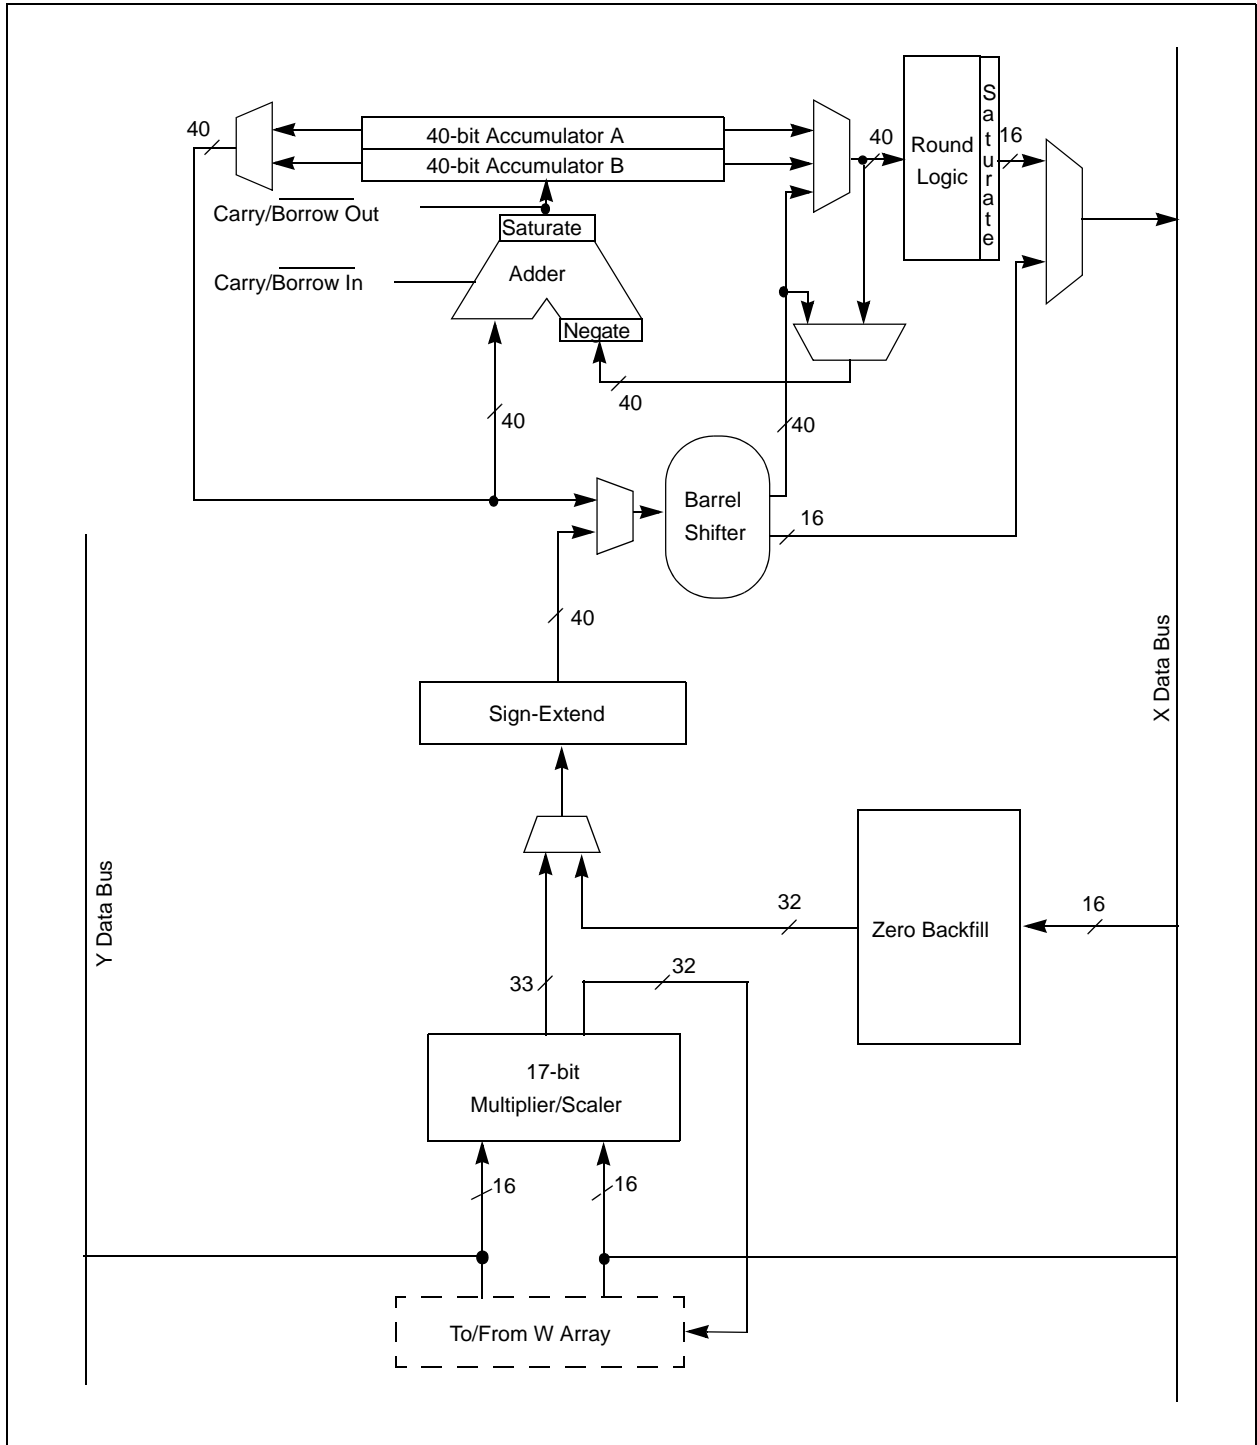 40
40-bit Accumulator A
40-bit Accumulator B
Carry/Borrow Out
Saturate
Carry/Borrow In
Adder
Negate
40
Round
Logic
Saturate
16
40
40
40
Barrel
Shifter
16
40
X Data Bus
Sign-Extend
Y Data Bus
32
Zero Backfill
16
33
32
17-bit
Multiplier/Scaler
16
16
To/From W Array